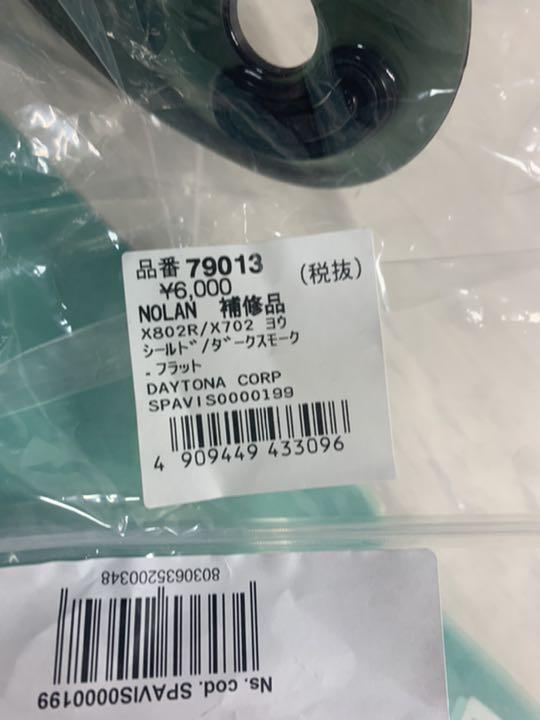 品番 79013
¥6,000 (税抜)
NOLAN 補修品
X802R/X702 ヨウ
シールド/ダークスモーク
-フラット
DAYTONA CORP
SPAVIS0000199
4 909449 433096
8030635200348
Ns. cod. SPAVIS0000199